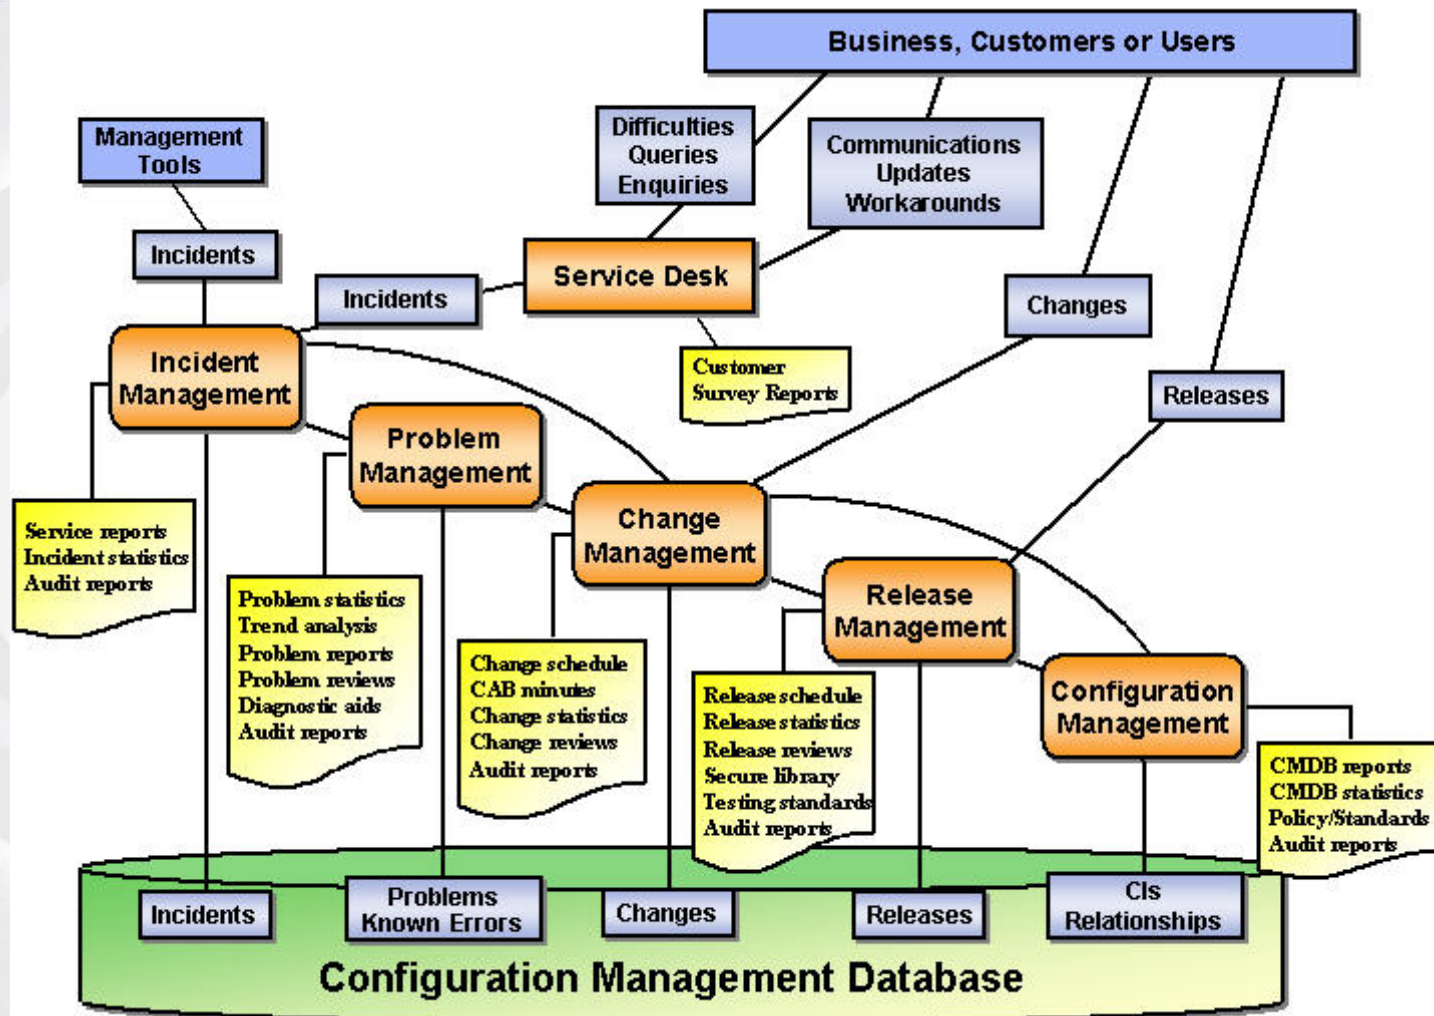 Business, Customers or Users
Management
Tools
Difficulties
Queries
Enquiries
Communications
Updates
Workarounds
Incidents
Incidents
Service Desk
Changes
Customer
Survey Reports
Releases
Incident
Management
Problem
Management
Change
Management
Release
Management
Configuration
Management
Service reports
Incident statistics
Audit reports
Problem statistics
Trend analysis
Problem reports
Problem reviews
Diagnostic aids
Audit reports
Change schedule
CAB minutes
Change statistics
Change reviews
Audit reports
Release schedule
Release statistics
Release reviews
Secure library
Testing standards
Audit reports
CMDB reports
CMDB statistics
Policy/Standards
Audit reports
Incidents
Problems
Known Errors
Changes
Releases
CIs
Relationships
Configuration Management Database